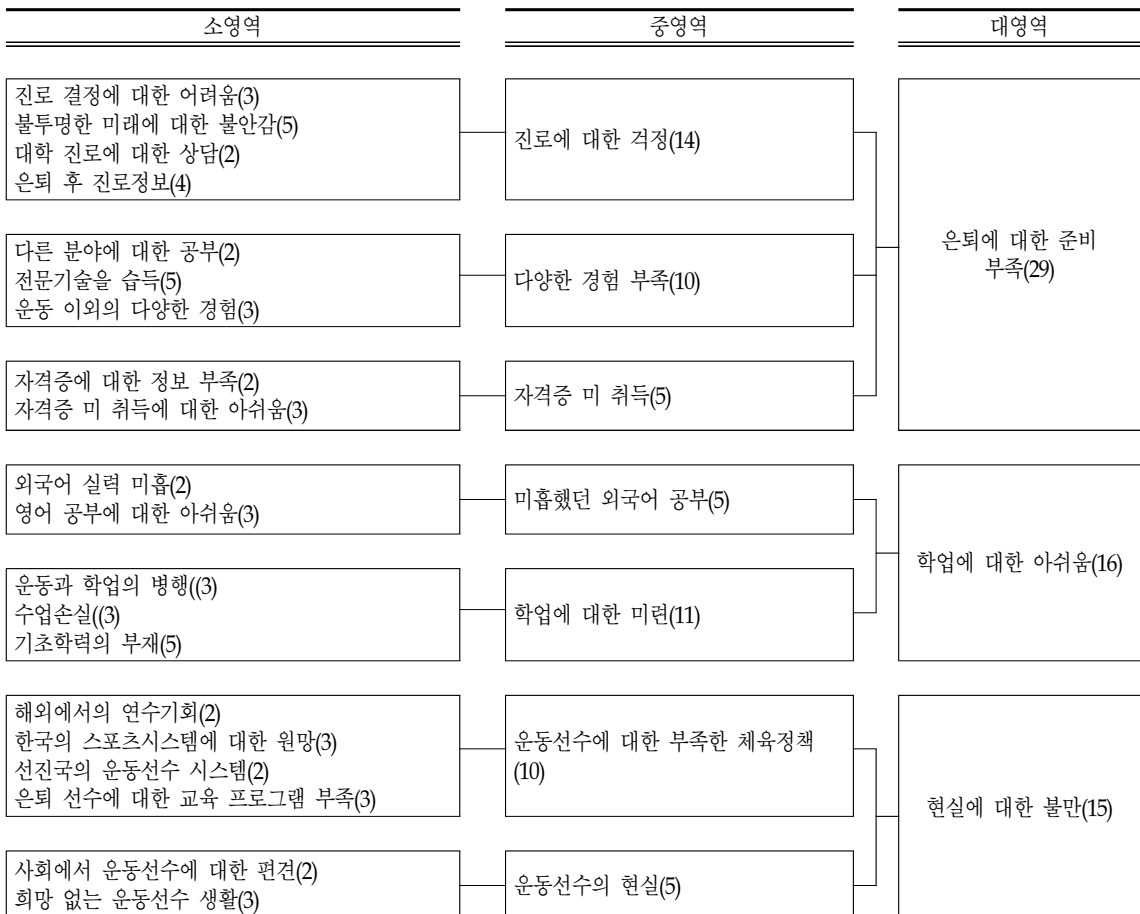 소영역
중영역
대영역
진로 결정에 대한 어려움(3)
불투명한 미래에 대한 불안감(5)
대학 진로에 대한 상담(2)
은퇴 후 진로정보(4)
진로에 대한 걱정(14)
다른 분야에 대한 공부(2)
전문기술을 습득(5)
운동 이외의 다양한 경험(3)
다양한 경험 부족(10)
자격증에 대한 정보 부족(2)
자격증 미 취득에 대한 아쉬움(3)
자격증 미 취득(5)
은퇴에 대한 준비
부족(29)
외국어 실력 미흡(2)
영어 공부에 대한 아쉬움(3)
미흡했던 외국어 공부(5)
운동과 학업의 병행((3)
수업손실((3)
기초학력의 부재(5)
학업에 대한 미련(11)
학업에 대한 아쉬움(16)
해외에서의 연수기회(2)
한국의 스포츠시스템에 대한 원망(3)
선진국의 운동선수 시스템(2)
은퇴 선수에 대한 교육 프로그램 부족(3)
운동선수에 대한 부족한 체육정책
(10)
사회에서 운동선수에 대한 편견(2)
희망 없는 운동선수 생활(3)
운동선수의 현실(5)
현실에 대한 불만(15)